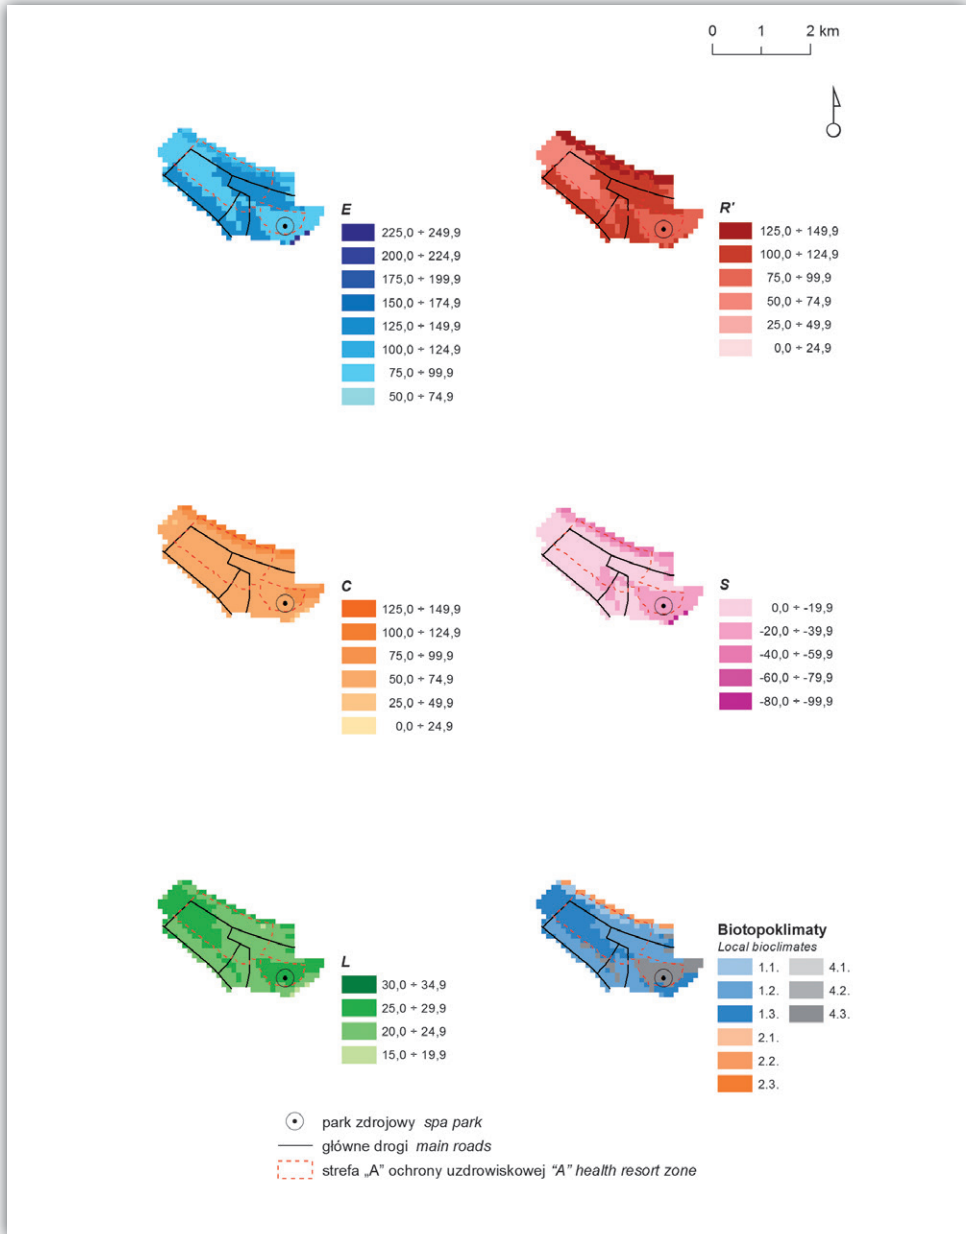 0 1 2 km
E
225,0 ÷ 249,9
200,0 ÷ 224,9
175,0 ÷ 199,9
150,0 ÷ 174,9
125,0 ÷ 149,9
100,0 ÷ 124,9
75,0 ÷ 99,9
50,0 ÷ 74,9
R'
125,0 ÷ 149,9
100,0 ÷ 124,9
75,0 ÷ 99,9
50,0 ÷ 74,9
25,0 ÷ 49,9
0,0 ÷ 24,9
C
125,0 ÷ 149,9
100,0 ÷ 124,9
75,0 ÷ 99,9
50,0 ÷ 74,9
25,0 ÷ 49,9
0,0 ÷ 24,9
S
0,0 ÷ -19,9
-20,0 ÷ -39,9
-40,0 ÷ -59,9
-60,0 ÷ -79,9
-80,0 ÷ -99,9
L
30,0 ÷ 34,9
25,0 ÷ 29,9
20,0 ÷ 24,9
15,0 ÷ 19,9
Biotopoklimaty
Local bioclimates
1.1. 4.1.
1.2. 4.2.
1.3. 4.3.
2.1.
2.2.
2.3.
park zdrojowy spa park
główne drogi main roads
strefa „A” ochrony uzdrowiskowej “A” health resort zone